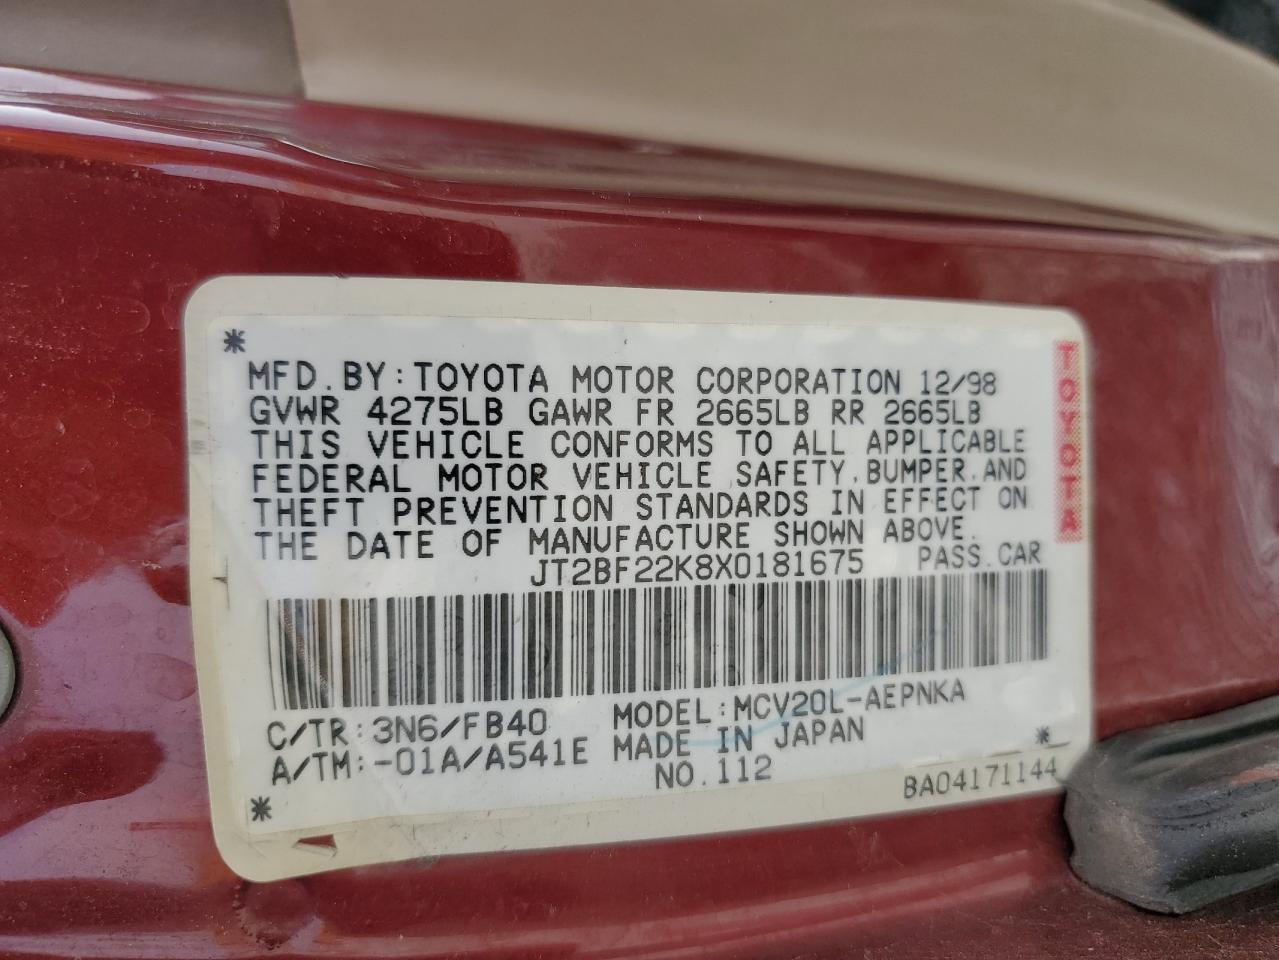 *
MFD. BY: TOYOTA MOTOR CORPORATION 12/98
GVWR 4275LB GAWR FR 2665LB RR 2665LB
THIS VEHICLE CONFORMS TO ALL APPLICABLE
FEDERAL MOTOR VEHICLE SAFETY, BUMPER, AND
THEFT PREVENTION STANDARDS IN EFFECT ON
THE DATE OF MANUFACTURE SHOWN ABOVE.
JT2BF22K8X0181675 PASS. CAR
C/TR: 3N6/FB40 MODEL: MCV20L-AEPNKA
A/TM: -01A/A541E MADE IN JAPAN *
NO. 112
* BA04171144
TOYOTA